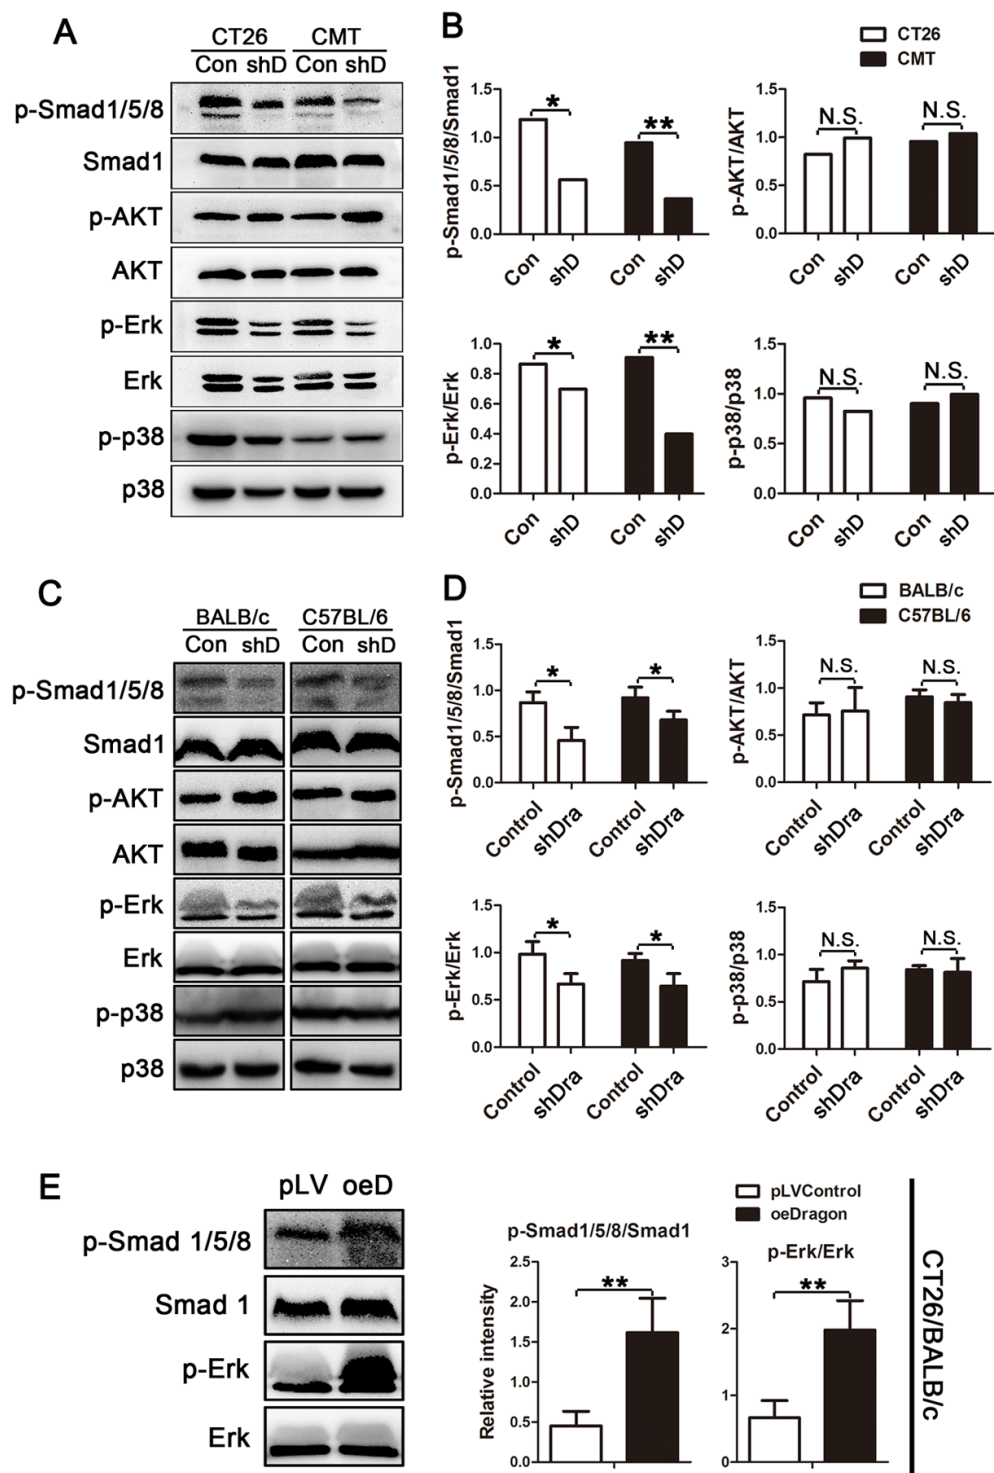 A
CT26 CMT
Con shD Con shD
p-Smad1/5/8
Smad1
p-AKT
AKT
p-Erk
Erk
p-p38
p38
B
CT26
CMT
p-Smad1/5/8/Smad1
1.5
1.0
0.5
0.0
* **
Con shD Con shD
p-AKT/AKT
1.5
1.0
0.5
0.0
N.S. N.S.
Con shD Con shD
p-Erk/Erk
1.0
0.8
0.6
0.4
0.2
0.0
* **
Con shD Con shD
p-p38/p38
1.5
1.0
0.5
0.0
N.S. N.S.
Con shD Con shD
C
BALB/c C57BL/6
Con shD Con shD
p-Smad1/5/8
Smad1
p-AKT
AKT
p-Erk
Erk
p-p38
p38
D
BALB/c
C57BL/6
p-Smad1/5/8/Smad1
1.5
1.0
0.5
0.0
* *
Control shDra Control shDra
p-AKT/AKT
1.5
1.0
0.5
0.0
N.S. N.S.
Control shDra Control shDra
p-Erk/Erk
1.5
1.0
0.5
0.0
* *
Control shDra Control shDra
p-p38/p38
1.5
1.0
0.5
0.0
N.S. N.S.
Control shDra Control shDra
E
pLV oeD
p-Smad 1/5/8
Smad 1
p-Erk
Erk
pLVControl
oeDragon
p-Smad1/5/8/Smad1
Relative intensity
2.5
2.0
1.5
1.0
0.5
0.0
**
p-Erk/Erk
3
2
1
0
**
CT26/BALB/c